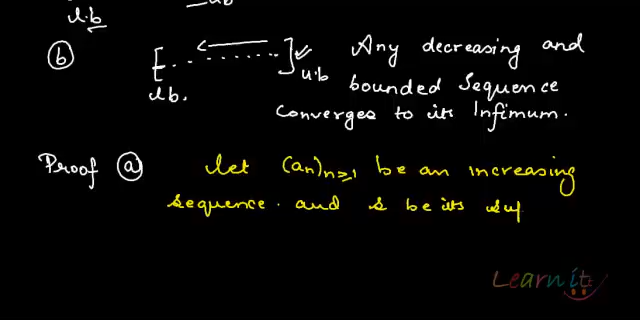 l.b u.b
(b) [ . . . . . . . . . ] Any decreasing and
l.b. u.b bounded Sequence
Converges to its Infimum.
Proof (a) Let (an)n≥1 be an increasing
sequence. and s be its sup
Learnit